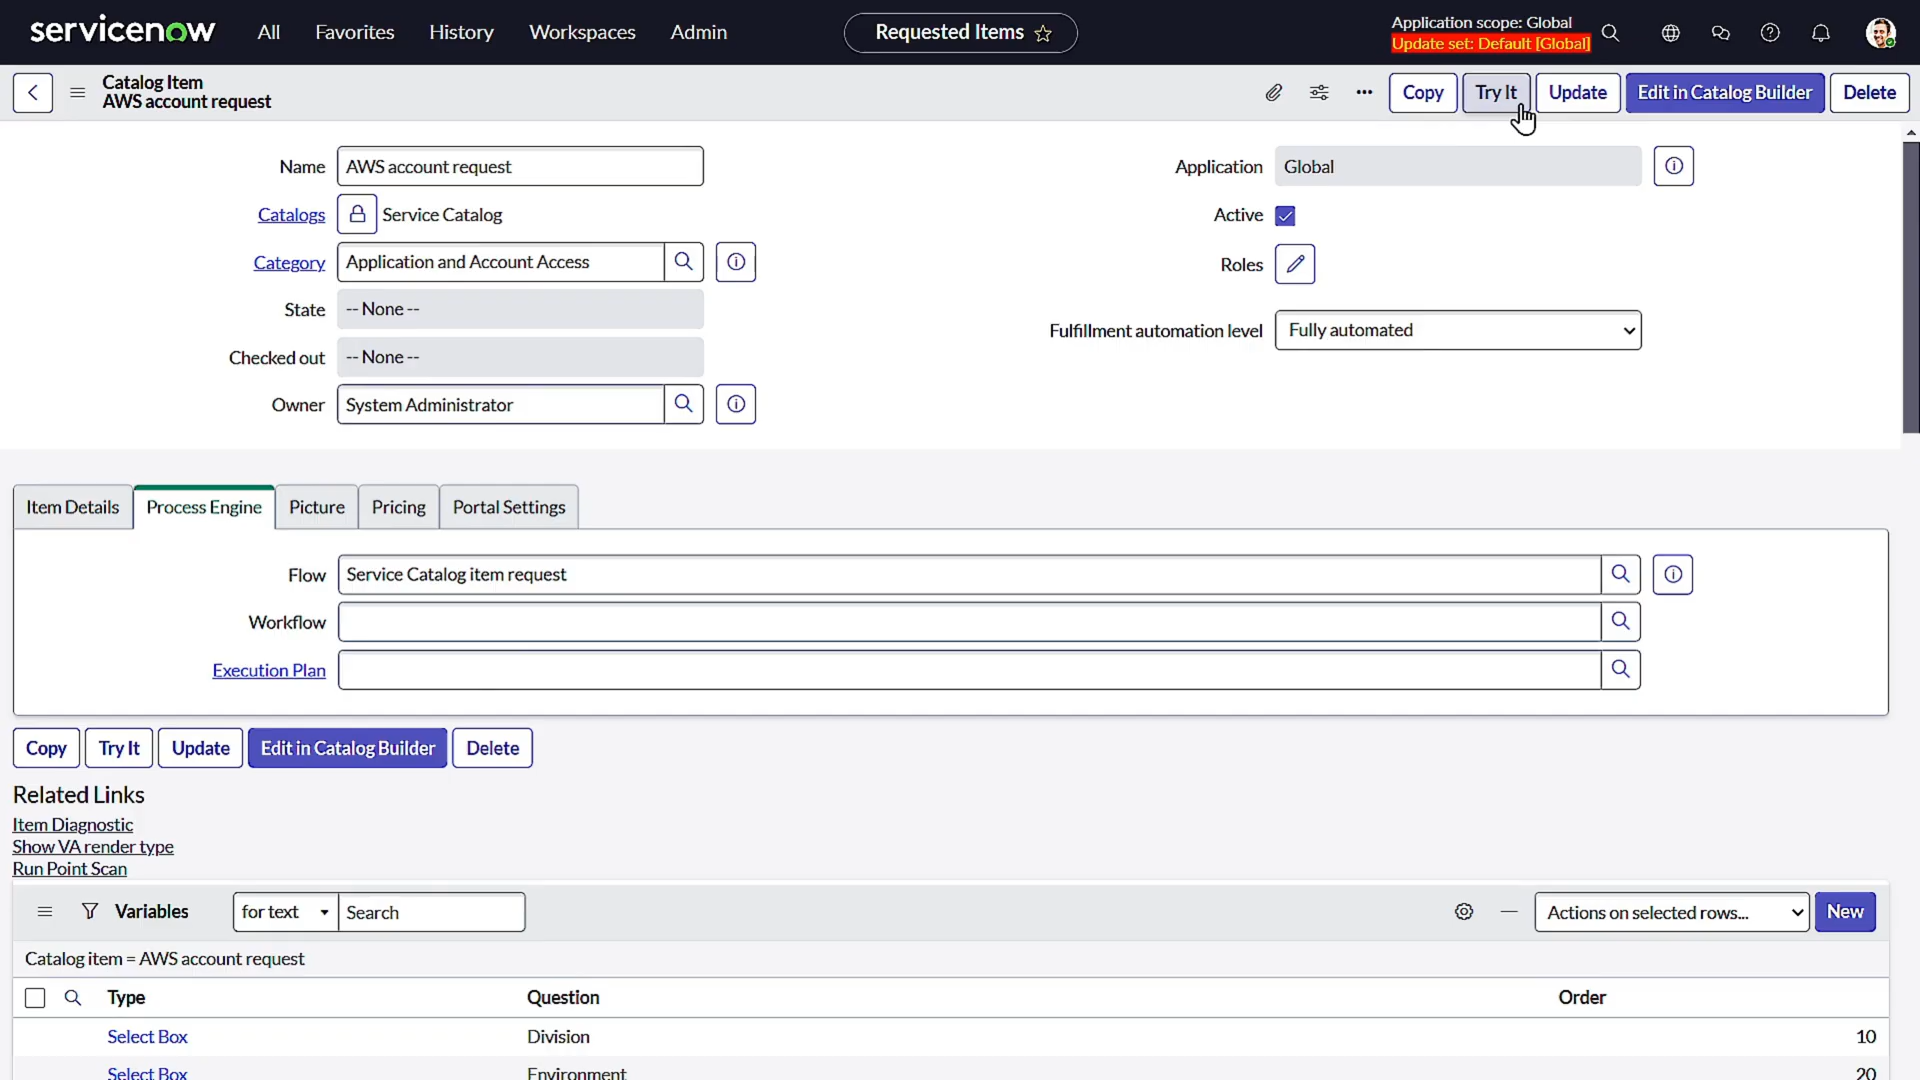 servicenow
All
Favorites
History
Workspaces
Admin
Requested Items
Application scope: Global
Update set: Default [Global]
Catalog Item
AWS account request
Copy
Try It
Update
Edit in Catalog Builder
Delete
Name
AWS account request
Catalogs
Service Catalog
Category
Application and Account Access
State
-- None --
Checked out
-- None --
Owner
System Administrator
Application
Global
Active
Roles
Fulfillment automation level
Fully automated
Item Details
Process Engine
Picture
Pricing
Portal Settings
Flow
Service Catalog item request
Workflow
Execution Plan
Copy
Try It
Update
Edit in Catalog Builder
Delete
Related Links
Item Diagnostic
Show VA render type
Run Point Scan
Variables
for text
Search
Actions on selected rows...
New
Catalog item = AWS account request
Type
Question
Order
Select Box
Division
10
Select Box
Environment
20